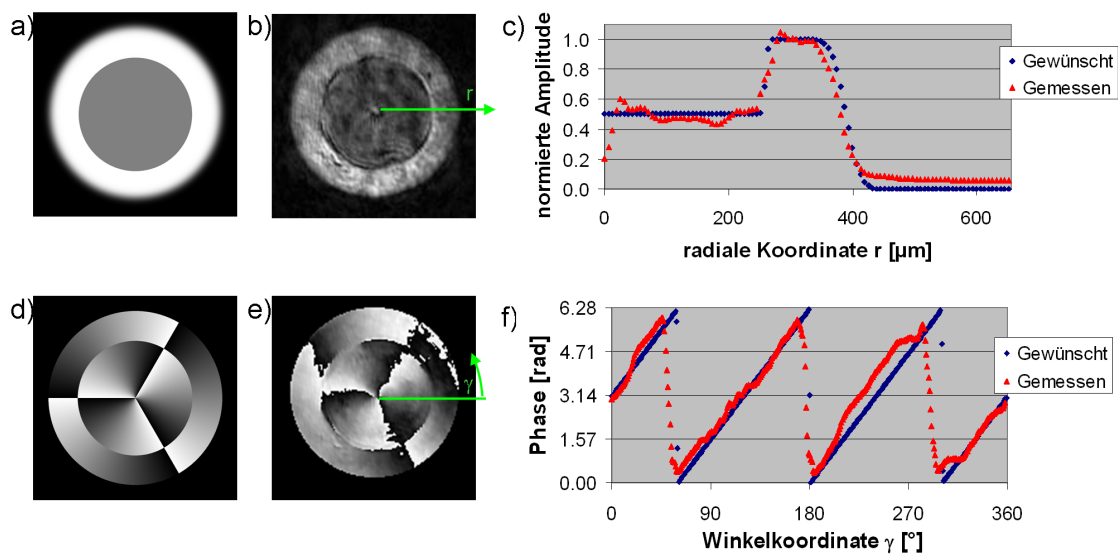 a)
b)
r
c)
normierte Amplitude
1.0
0.8
0.6
0.4
0.2
0.0
0
200
400
600
radiale Koordinate r [µm]
Gewünscht
Gemessen
d)
e)
γ
f)
Phase [rad]
6.28
4.71
3.14
1.57
0.00
0
90
180
270
360
Winkelkoordinate γ [°]
Gewünscht
Gemessen